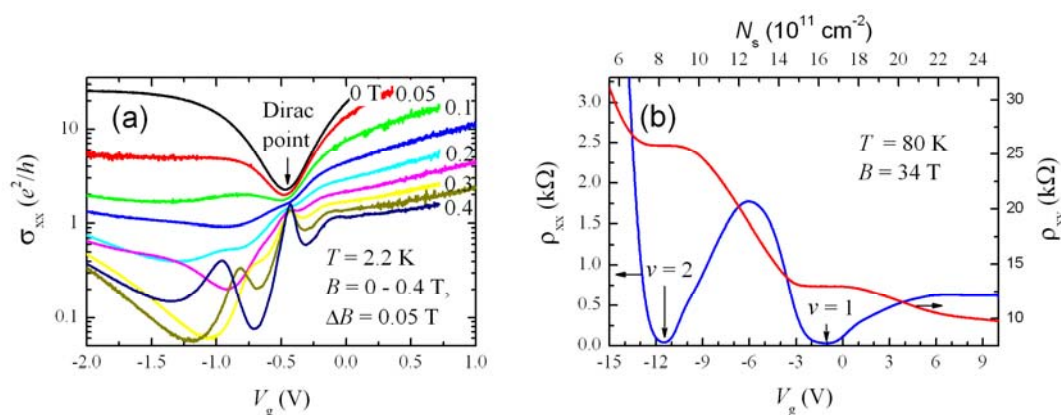 (a)
σxx (e²/h)
10
1
0.1
0 T
0.05
0.1
0.2
0.3
0.4
Dirac
point
T = 2.2 K
B = 0 - 0.4 T,
ΔB = 0.05 T
-2.0 -1.5 -1.0 -0.5 0.0 0.5 1.0
Vg (V)
Ns (10¹¹ cm⁻²)
6 8 10 12 14 16 18 20 22 24
(b)
ρxx (kΩ)
3.0
2.5
2.0
1.5
1.0
0.5
0.0
T = 80 K
B = 34 T
ν = 2
ν = 1
30
25
20
15
10
(kΩ)
-15 -12 -9 -6 -3 0 3 6 9
Vg (V)